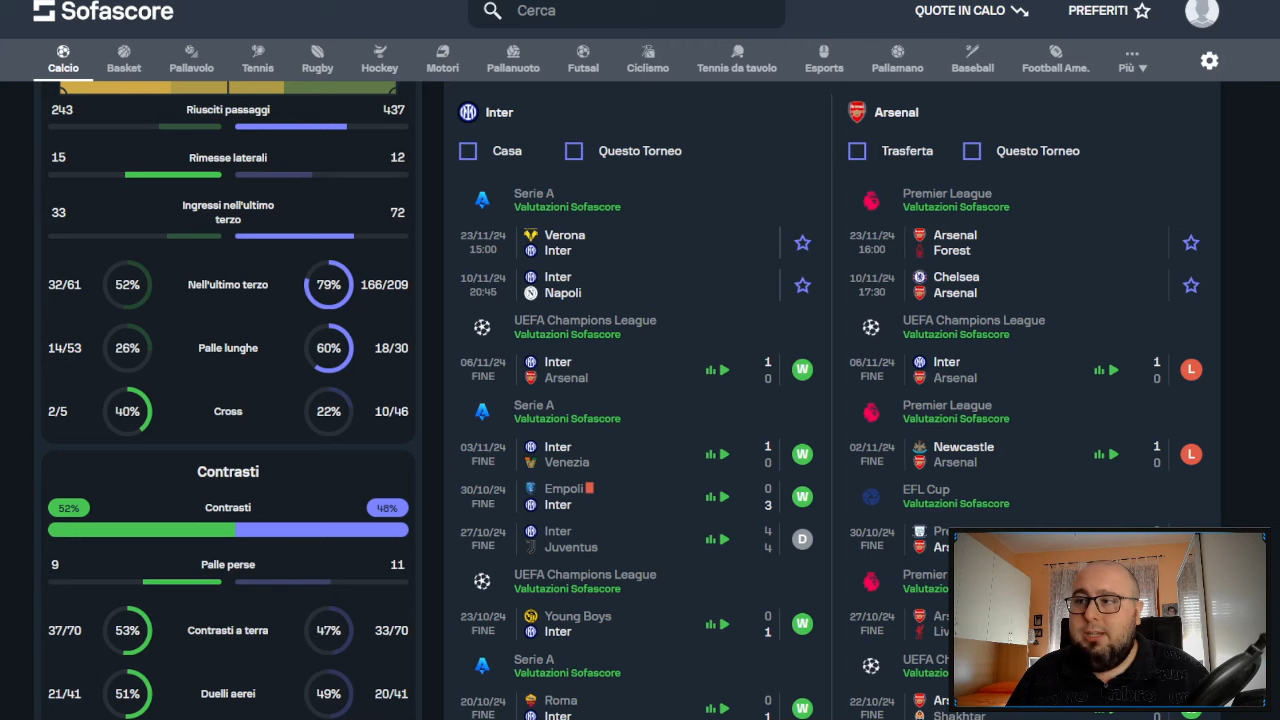 Sofascore
Cerca
QUOTE IN CALO
PREFERITI
Calcio
Basket
Pallavolo
Tennis
Rugby
Hockey
Motori
Pallanuoto
Futsal
Ciclismo
Tennis da tavolo
Esports
Pallamano
Baseball
Football Ame.
Più ▼
243 Riusciti passaggi 437
15 Rimesse laterali 12
33 Ingressi nell'ultimo terzo 72
32/61 52% Nell'ultimo terzo 79% 166/209
14/53 26% Palle lunghe 60% 18/30
2/5 40% Cross 22% 10/46
Contrasti
52% Contrasti 48%
9 Palle perse 11
37/70 53% Contrasti a terra 47% 33/70
21/41 51% Duelli aerei 49% 20/41
Inter
Casa Questo Torneo
Serie A
Valutazioni Sofascore
23/11/24 Verona
15:00 Inter
10/11/24 Inter
20:45 Napoli
UEFA Champions League
Valutazioni Sofascore
06/11/24 Inter 1
FINE Arsenal 0
W
Serie A
Valutazioni Sofascore
03/11/24 Inter 1
FINE Venezia 0
W
30/10/24 Empoli 0
FINE Inter 3
W
27/10/24 Inter 4
FINE Juventus 4
D
UEFA Champions League
Valutazioni Sofascore
23/10/24 Young Boys 0
FINE Inter 1
W
Serie A
Valutazioni Sofascore
20/10/24 Roma 0
FINE Inter 1
W
Arsenal
Trasferta Questo Torneo
Premier League
Valutazioni Sofascore
23/11/24 Arsenal
16:00 Forest
10/11/24 Chelsea
17:30 Arsenal
UEFA Champions League
Valutazioni Sofascore
06/11/24 Inter 1
FINE Arsenal 0
L
Premier League
Valutazioni Sofascore
02/11/24 Newcastle 1
FINE Arsenal 0
L
EFL Cup
Valutazioni Sofascore
30/10/24 Pre
FINE Ars
Premier
Valutazioni
27/10/24 Ars
FINE Liv
UEFA Ch
Valutazioni
22/10/24 Ars
FINE Shakhtar